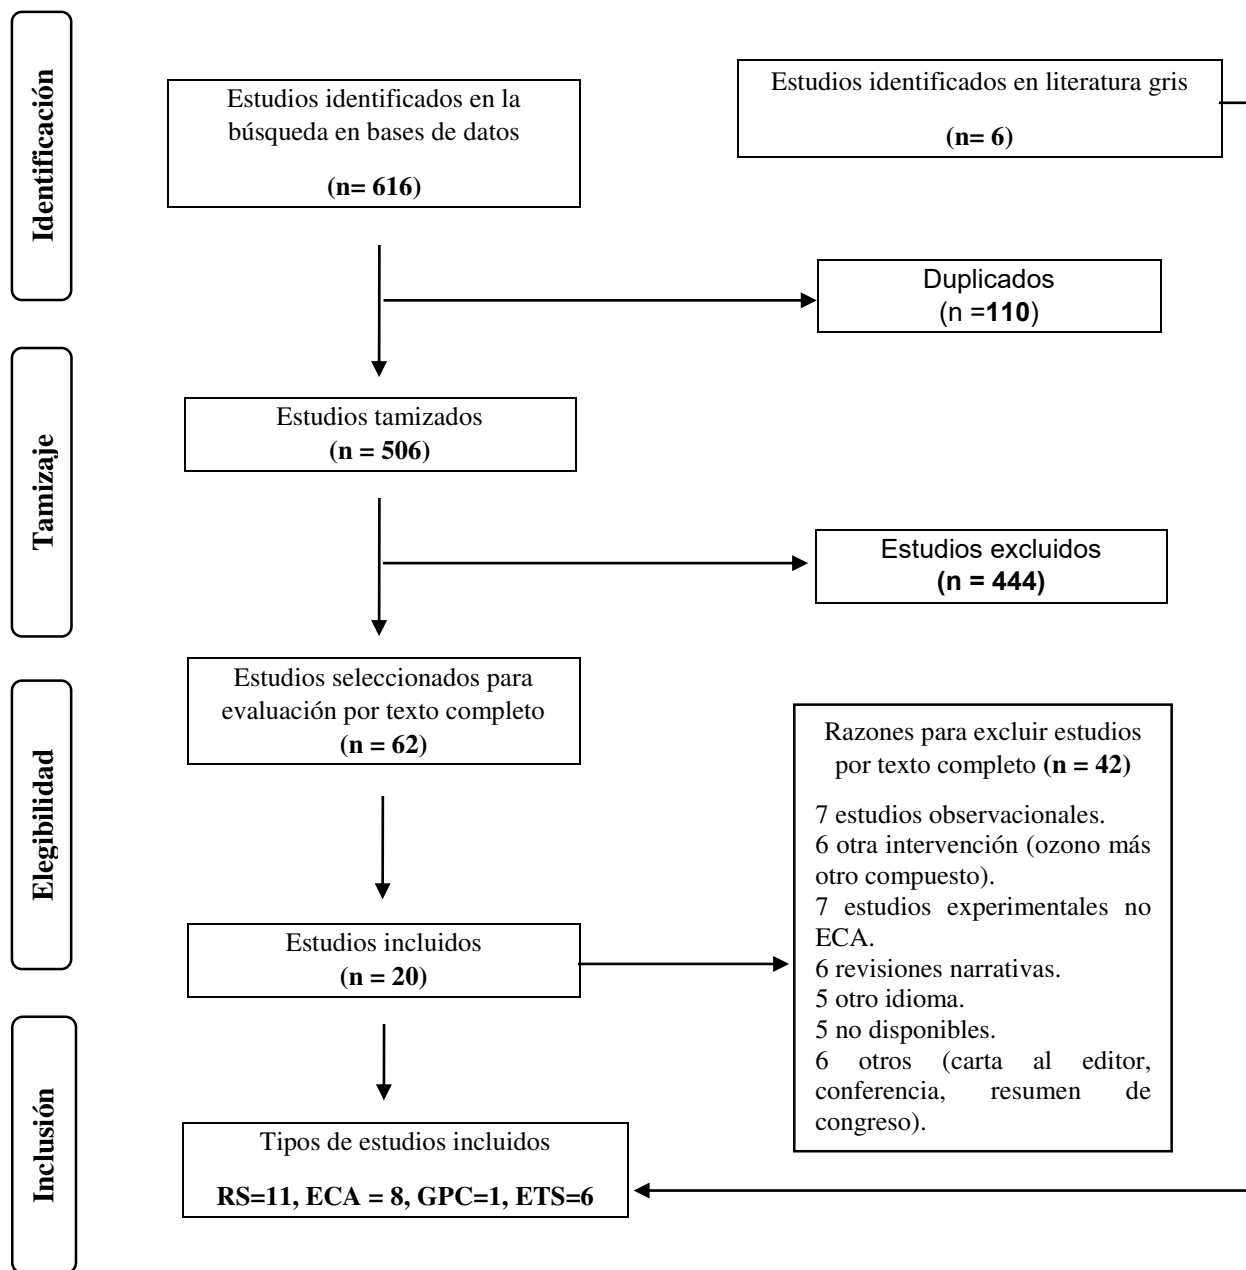 Identificación
Estudios identificados en la
búsqueda en bases de datos
(n= 616)
Estudios identificados en literatura gris
(n= 6)
Duplicados
(n =110)
Tamizaje
Estudios tamizados
(n = 506)
Estudios excluidos
(n = 444)
Elegibilidad
Estudios seleccionados para
evaluación por texto completo
(n = 62)
Razones para excluir estudios
por texto completo (n = 42)
7 estudios observacionales.
6 otra intervención (ozono más
otro compuesto).
7 estudios experimentales no
ECA.
6 revisiones narrativas.
5 otro idioma.
5 no disponibles.
6 otros (carta al editor,
conferencia, resumen de
congreso).
Estudios incluidos
(n = 20)
Inclusión
Tipos de estudios incluidos
RS=11, ECA = 8, GPC=1, ETS=6